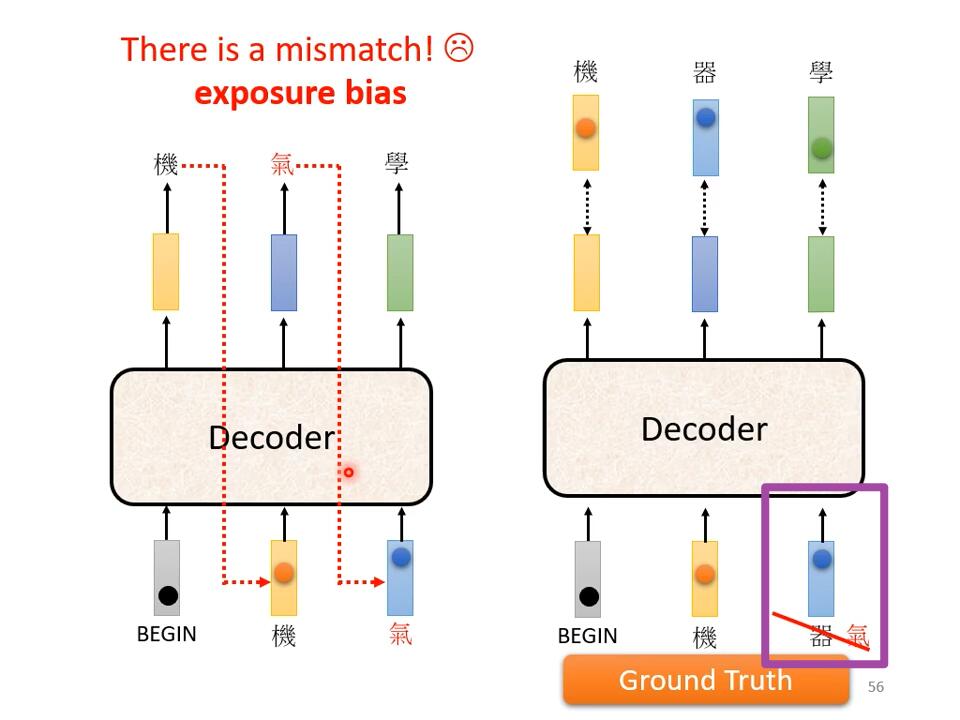 There is a mismatch! ☹
exposure bias
機 氣 學
Decoder
BEGIN 機 氣
機 器 學
Decoder
BEGIN 機 器 氣
Ground Truth
56